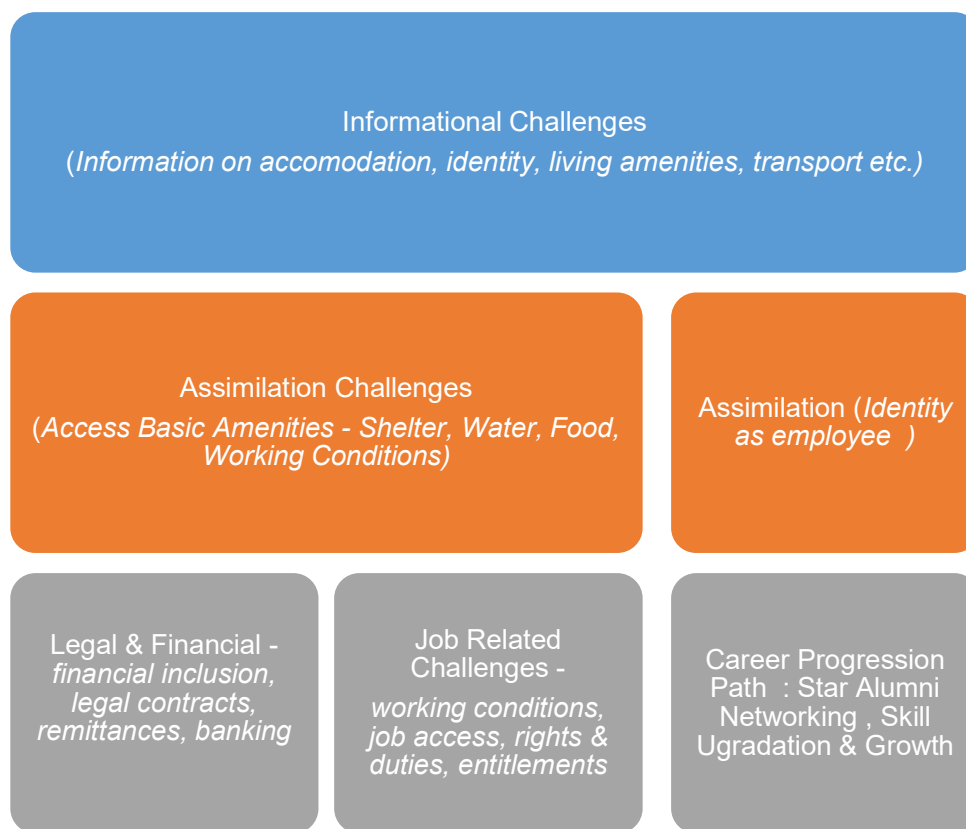 Informational Challenges
(Information on accomodation, identity, living amenities, transport etc.)
Assimilation Challenges
(Access Basic Amenities - Shelter, Water, Food,
Working Conditions)
Assimilation (Identity
as employee  )
Legal & Financial -
financial inclusion,
legal contracts,
remittances, banking
Job Related
Challenges -
working conditions,
job access, rights &
duties, entitlements
Career Progression
Path  : Star Alumni
Networking , Skill
Ugradation & Growth